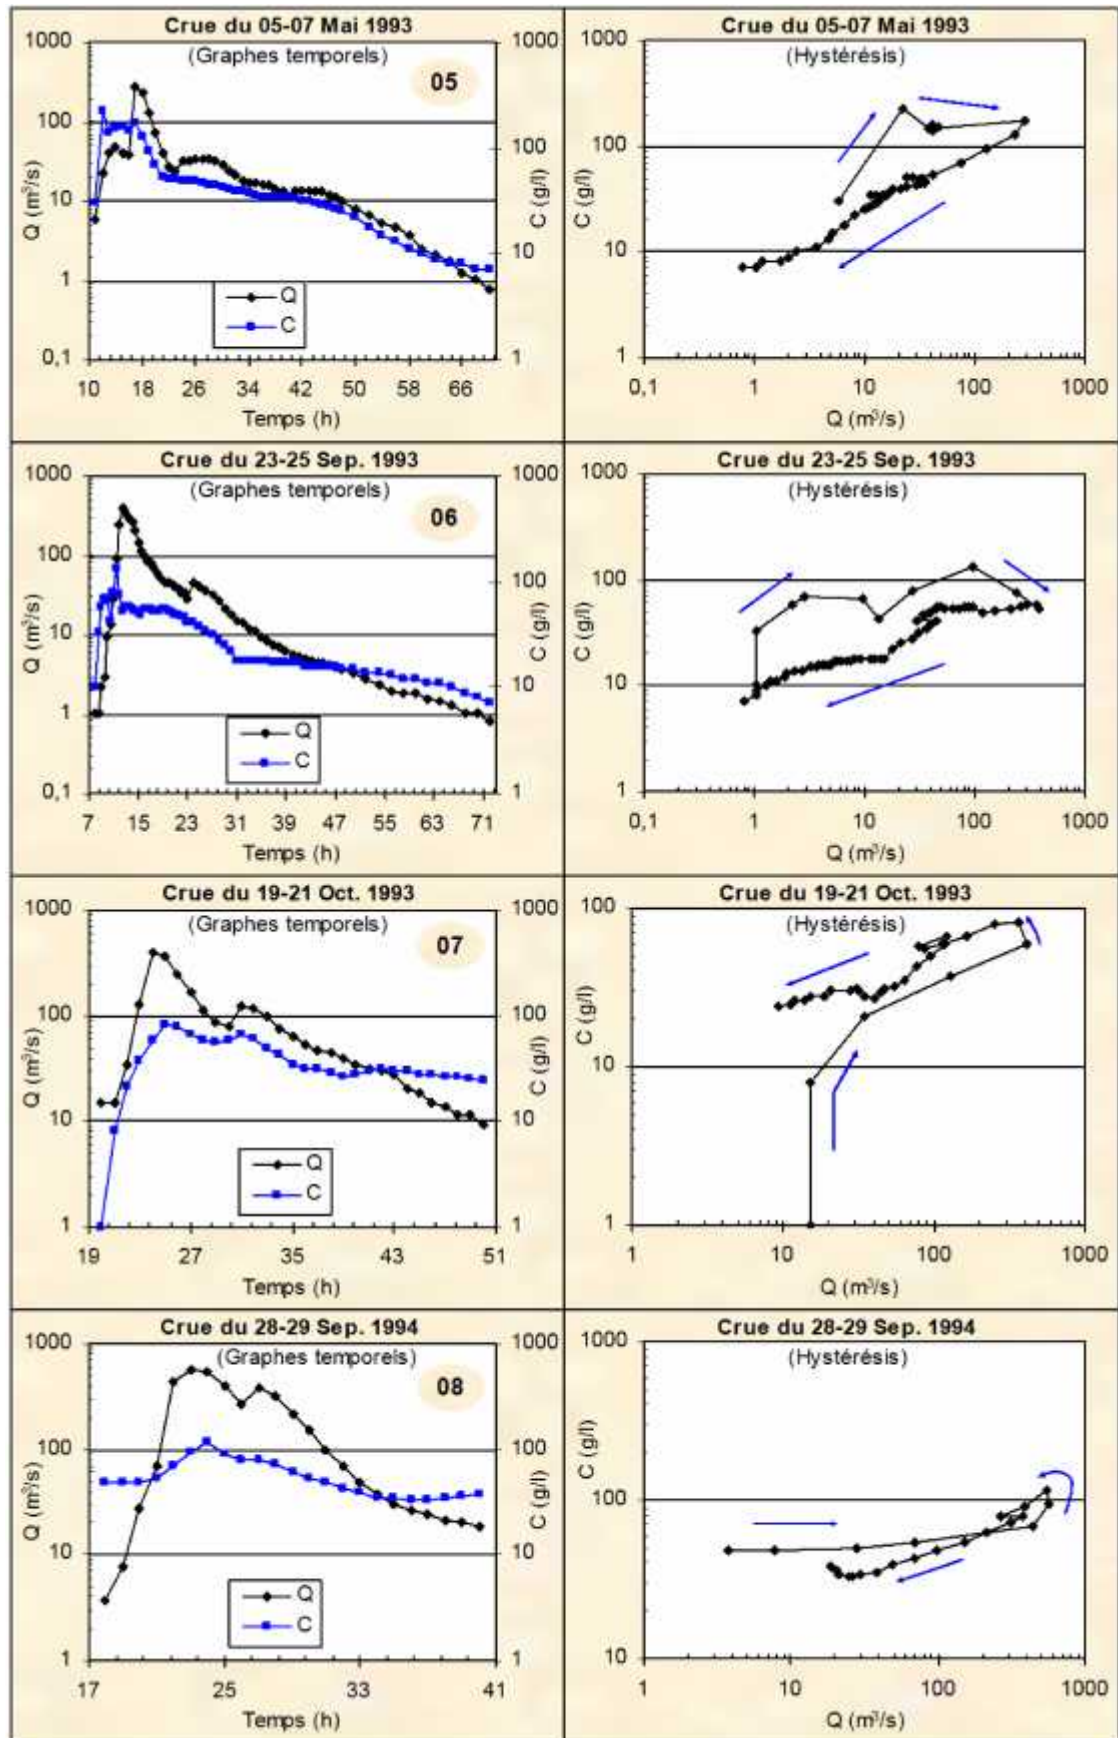 Crue du 05-07 Mai 1993
(Graphes temporels)
05
1000
100
10
1
0,1
Q (m³/s)
1000
100
10
1
C (g/l)
Q
C
10 18 26 34 42 50 58 66
Temps (h)
Crue du 05-07 Mai 1993
(Hystérésis)
1000
100
10
1
C (g/l)
0,1 1 10 100 1000
Q (m³/s)
Crue du 23-25 Sep. 1993
(Graphes temporels)
06
1000
100
10
1
0,1
Q (m³/s)
1000
100
10
1
C (g/l)
Q
C
7 15 23 31 39 47 55 63 71
Temps (h)
Crue du 23-25 Sep. 1993
(Hystérésis)
1000
100
10
1
C (g/l)
0,1 1 10 100 1000
Q (m³/s)
Crue du 19-21 Oct. 1993
(Graphes temporels)
07
1000
100
10
1
Q (m³/s)
1000
100
10
1
C (g/l)
Q
C
19 27 35 43 51
Temps (h)
Crue du 19-21 Oct. 1993
(Hystérésis)
100
10
1
C (g/l)
1 10 100 1000
Q (m³/s)
Crue du 28-29 Sep. 1994
(Graphes temporels)
08
1000
100
10
1
Q (m³/s)
1000
100
10
1
C (g/l)
Q
C
17 25 33 41
Temps (h)
Crue du 28-29 Sep. 1994
(Hystérésis)
1000
100
10
C (g/l)
1 10 100 1000
Q (m³/s)